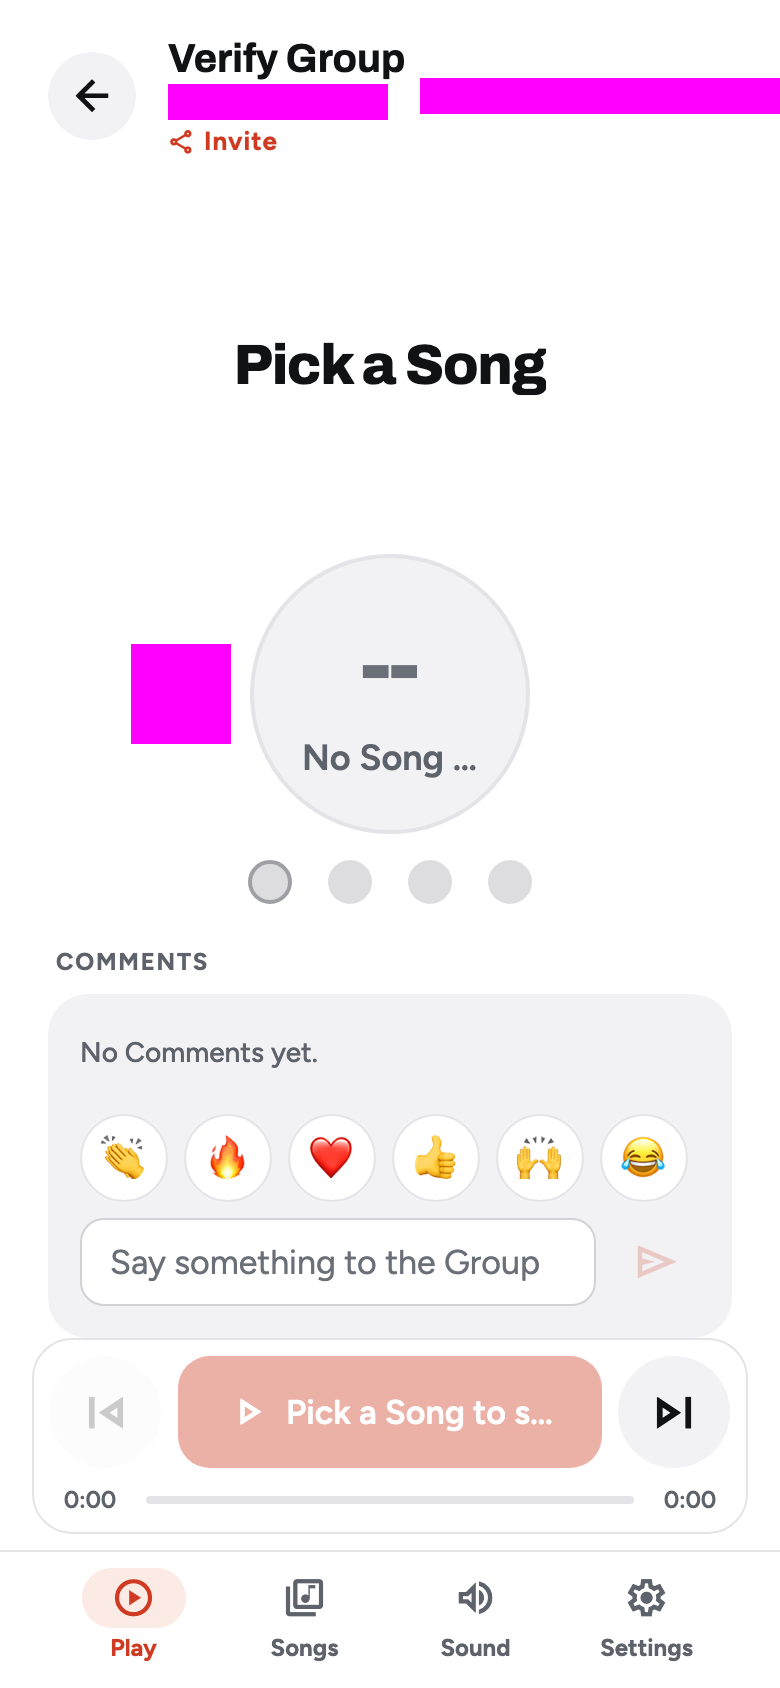 Verify Group
Invite
Pick a Song
--
No Song ...
COMMENTS
No Comments yet.
Say something to the Group
Pick a Song to s...
0:00
0:00
Play
Songs
Sound
Settings